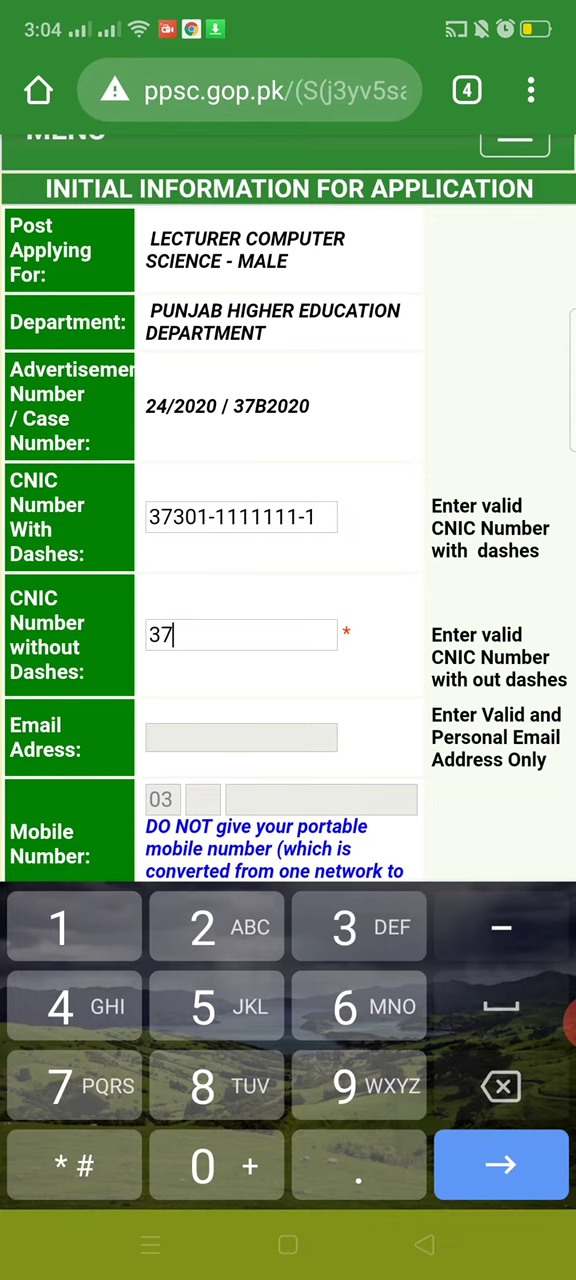 3:04
4
ppsc.gop.pk/(S(j3yv5sa
MENU
INITIAL INFORMATION FOR APPLICATION
Post Applying For:
LECTURER COMPUTER
SCIENCE - MALE
Department:
PUNJAB HIGHER EDUCATION
DEPARTMENT
Advertisemer
Number
/ Case
Number:
24/2020 / 37B2020
CNIC
Number
With
Dashes:
37301-1111111-1
Enter valid
CNIC Number
with dashes
CNIC
Number
without
Dashes:
37
*
Enter valid
CNIC Number
with out dashes
Email
Adress:
Enter Valid and
Personal Email
Address Only
Mobile
Number:
03
DO NOT give your portable
mobile number (which is
converted from one network to
1 2 ABC 3 DEF –
4 GHI 5 JKL 6 MNO
7 PQRS 8 TUV 9 WXYZ
* # 0 + .